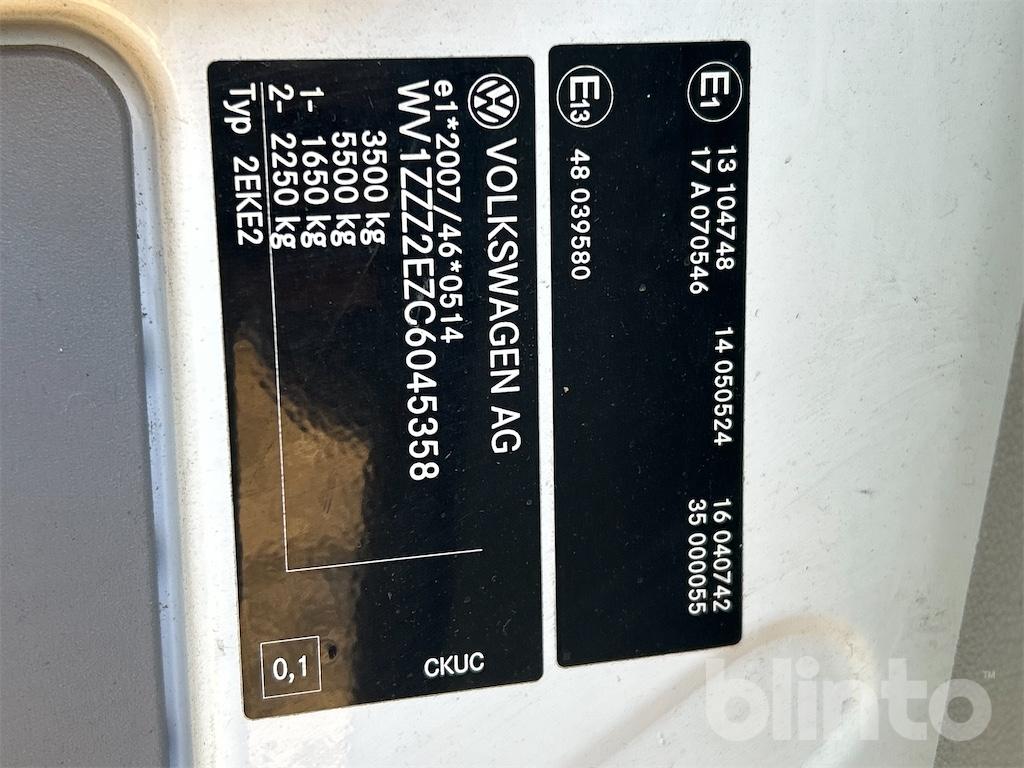 VOLKSWAGEN AG
e1*2007/46*0514
WV1ZZZ2EZC6045358
3500 kg
5500 kg
1- 1650 kg
2- 2250 kg
Typ 2EKE2
CKUC
0,1
E1 13 104748 14 050524 16 040742
17 A 070546 35 000055
E13 48 039580
blinto™